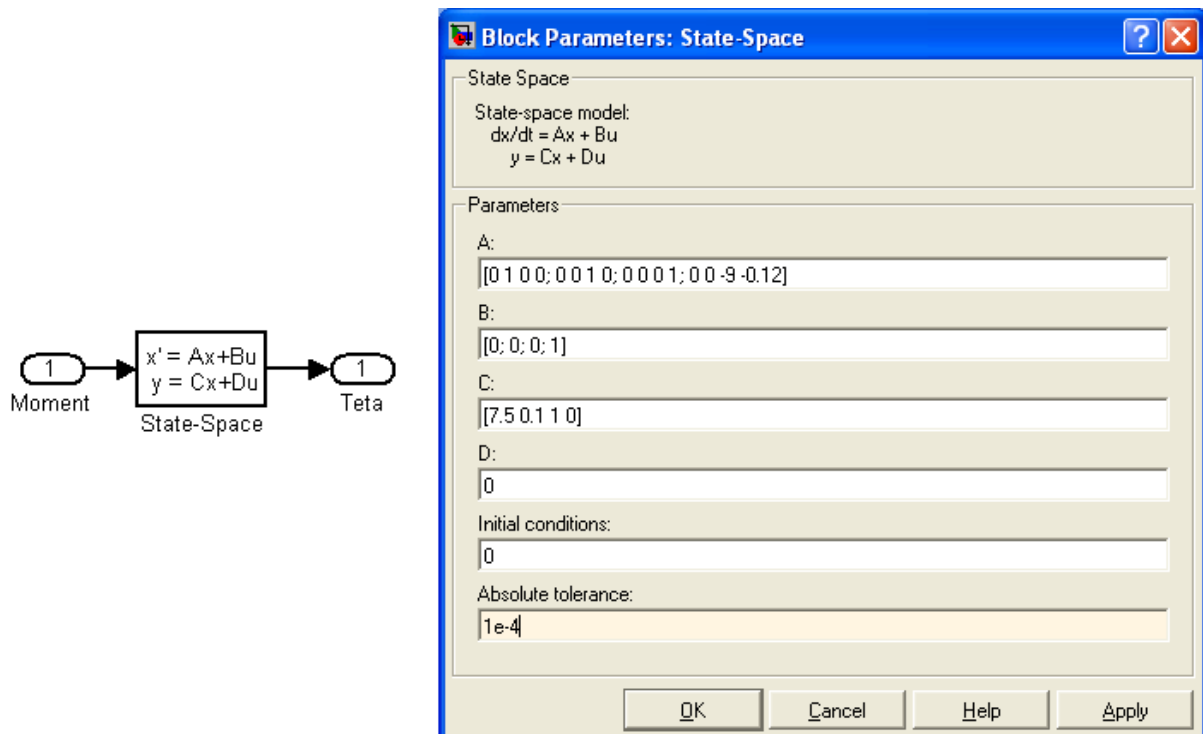 1
Moment
x' = Ax+Bu
y = Cx+Du
State-Space
1
Teta
Block Parameters: State-Space
State Space
State-space model:
dx/dt = Ax + Bu
y = Cx + Du
Parameters
A:
[0 1 0 0; 0 0 1 0; 0 0 0 1; 0 0 -9 -0.12]
B:
[0; 0; 0; 1]
C:
[7.5 0.1 1 0]
D:
0
Initial conditions:
0
Absolute tolerance:
1e-4
OK Cancel Help Apply